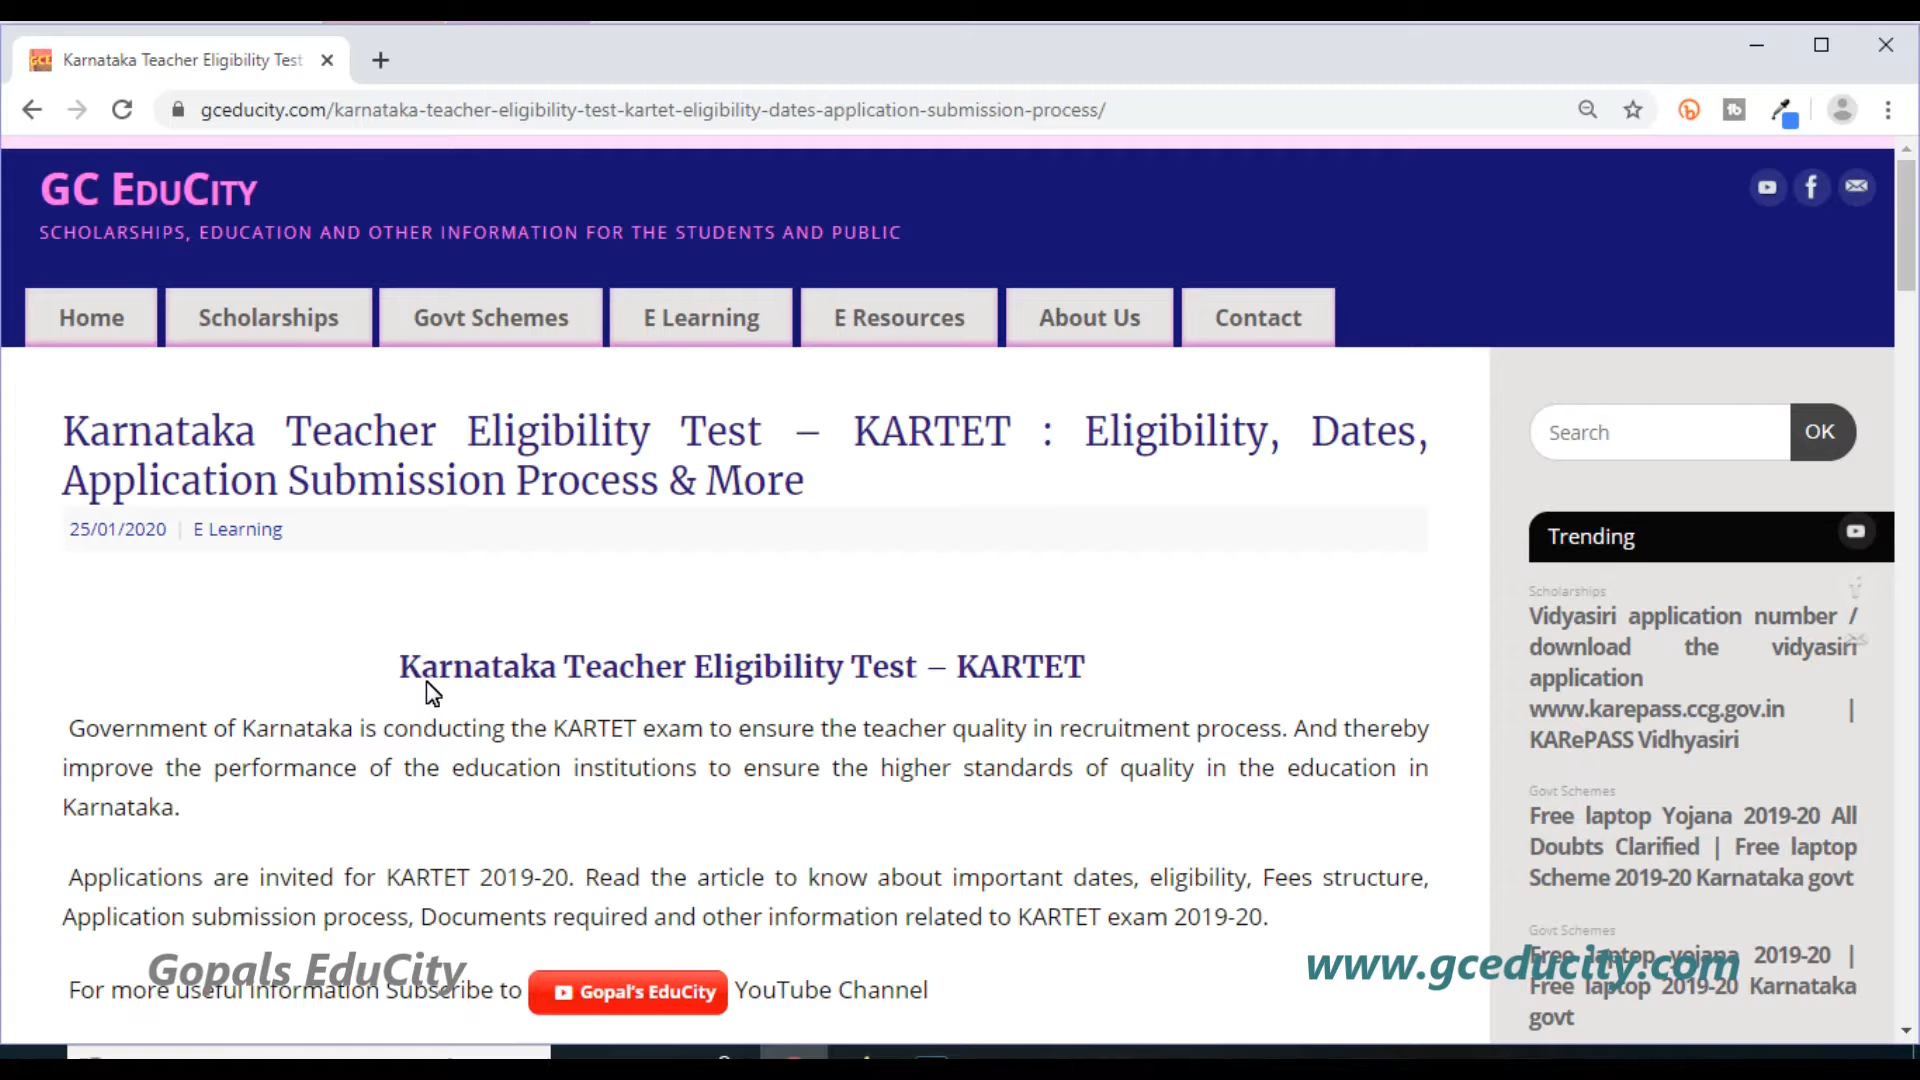 Karnataka Teacher Eligibility Test
gceducity.com/karnataka-teacher-eligibility-test-kartet-eligibility-dates-application-submission-process/
GC EDUCITY
SCHOLARSHIPS, EDUCATION AND OTHER INFORMATION FOR THE STUDENTS AND PUBLIC
Home
Scholarships
Govt Schemes
E Learning
E Resources
About Us
Contact
Karnataka Teacher Eligibility Test – KARTET : Eligibility, Dates,
Application Submission Process & More
25/01/2020 | E Learning
Karnataka Teacher Eligibility Test – KARTET
Government of Karnataka is conducting the KARTET exam to ensure the teacher quality in recruitment process. And thereby
improve the performance of the education institutions to ensure the higher standards of quality in the education in
Karnataka.
Applications are invited for KARTET 2019-20. Read the article to know about important dates, eligibility, Fees structure,
Application submission process, Documents required and other information related to KARTET exam 2019-20.
For more useful Information Subscribe to Gopal's EduCity YouTube Channel
Gopals EduCity
Search
OK
Trending
Scholarships
Vidyasiri application number /
download the vidyasiri
application
www.karepass.ccg.gov.in |
KARePASS Vidhyasiri
Govt Schemes
Free laptop Yojana 2019-20 All
Doubts Clarified | Free laptop
Scheme 2019-20 Karnataka govt
Govt Schemes
Free laptop yojana 2019-20 |
Free laptop 2019-20 Karnataka
govt
www.gceducity.com